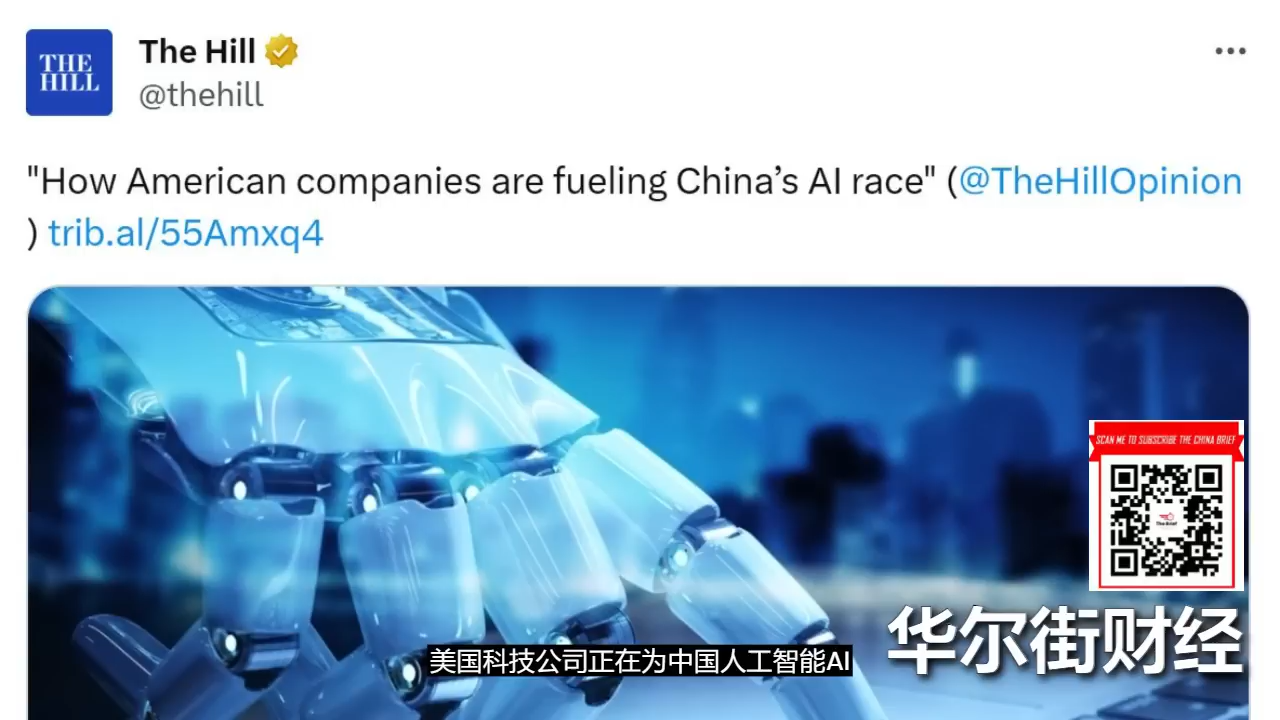 THE
HILL
The Hill
@thehill
"How American companies are fueling China’s AI race" (@TheHillOpinion
) trib.al/55Amxq4
SCAN ME TO SUBSCRIBE THE CHINA BRIEF
华尔街财经
美国科技公司正在为中国人工智能AI